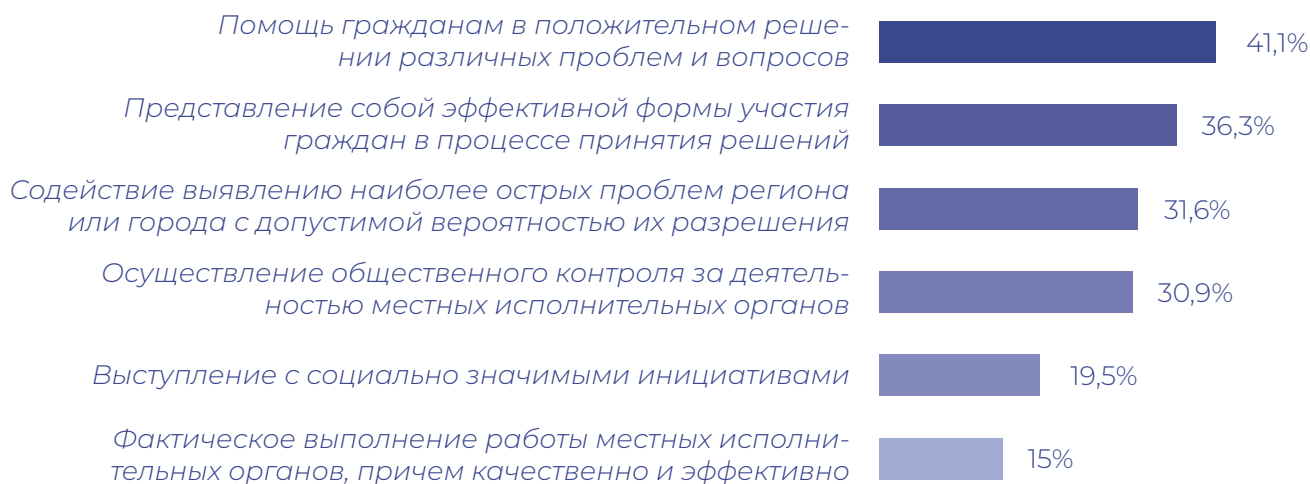 Помощь гражданам в положительном реше-
нии различных проблем и вопросов
41,1%
Представление собой эффективной формы участия
граждан в процессе принятия решений
36,3%
Содействие выявлению наиболее острых проблем региона
или города с допустимой вероятностью их разрешения
31,6%
Осуществление общественного контроля за деятель-
ностью местных исполнительных органов
30,9%
Выступление с социально значимыми инициативами
19,5%
Фактическое выполнение работы местных исполни-
тельных органов, причем качественно и эффективно
15%